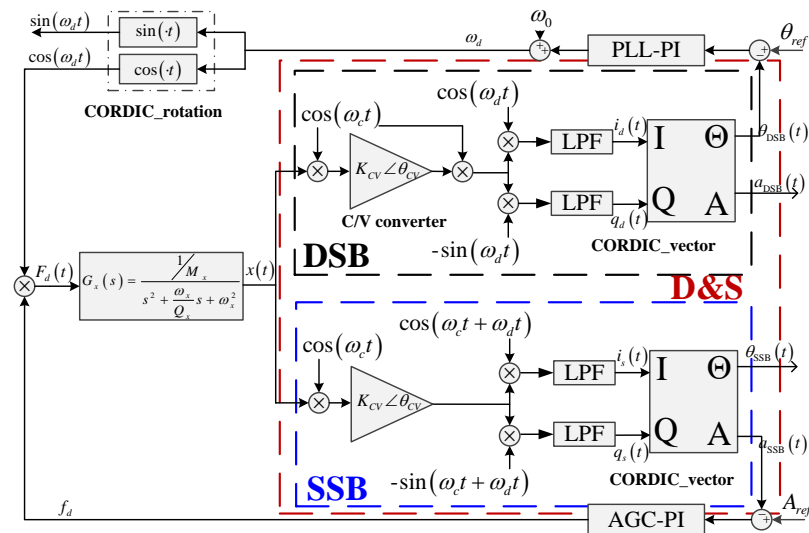 sin(ω_d t)
cos(ω_d t)
sin(·t)
cos(·t)
CORDIC_rotation
ω_d
ω_0
+
+
PLL-PI
−
−
θ_ref
cos(ω_c t)
K_CV∠θ_CV
C/V converter
cos(ω_d t)
-sin(ω_d t)
LPF
LPF
i_d(t)
q_d(t)
I
Q
Θ
A
CORDIC_vector
θ_DSB(t)
a_DSB(t)
DSB
D&S
F_d(t)
G_x(s) = (1/M_x) / (s² + (ω_x/Q_x)s + ω_x²)
x(t)
cos(ω_c t)
K_CV∠θ_CV
cos(ω_c t + ω_d t)
-sin(ω_c t + ω_d t)
LPF
LPF
i_s(t)
q_s(t)
I
Q
Θ
A
CORDIC_vector
θ_SSB(t)
a_SSB(t)
SSB
f_d
AGC-PI
−
+
A_ref